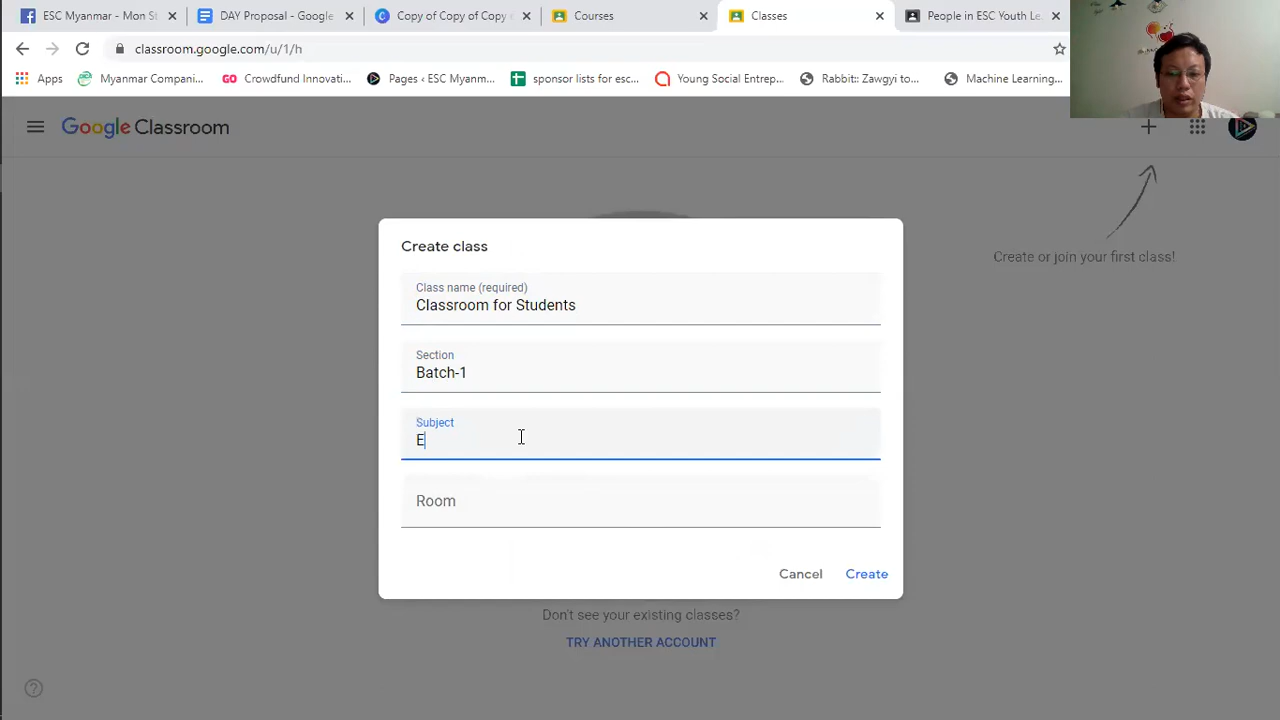 ESC Myanmar - Mon St
DAY Proposal - Google
Copy of Copy of Copy
Courses
Classes
People in ESC Youth Le
classroom.google.com/u/1/h
Apps
Myanmar Compani...
GO Crowdfund Innovati...
Pages ‹ ESC Myanm...
sponsor lists for esc...
Young Social Entrep...
Rabbit:: Zawgyi to...
Machine Learning...
Google Classroom
Create or join your first class!
Create class
Class name (required)
Classroom for Students
Section
Batch-1
Subject
E
Room
Cancel
Create
Don't see your existing classes?
TRY ANOTHER ACCOUNT